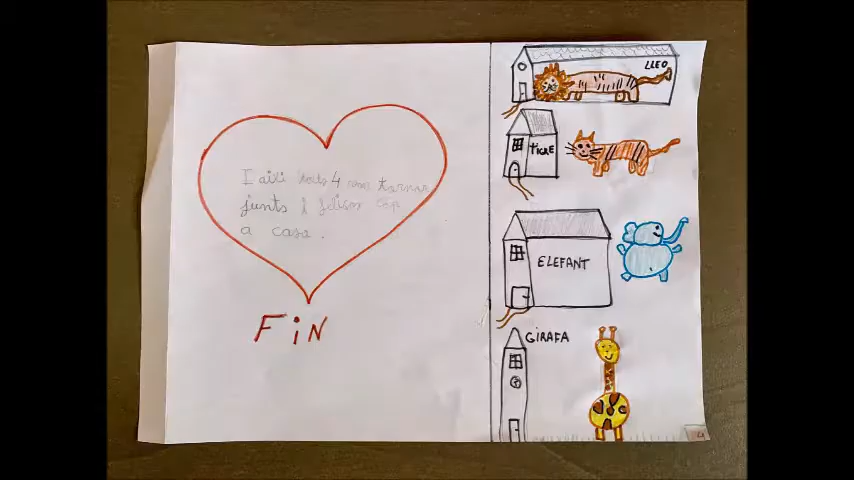 I així tots 4 van tornar
junts i feliços cap
a casa.
FiN
LLEO
TIGRE
ELEFANT
GIRAFA